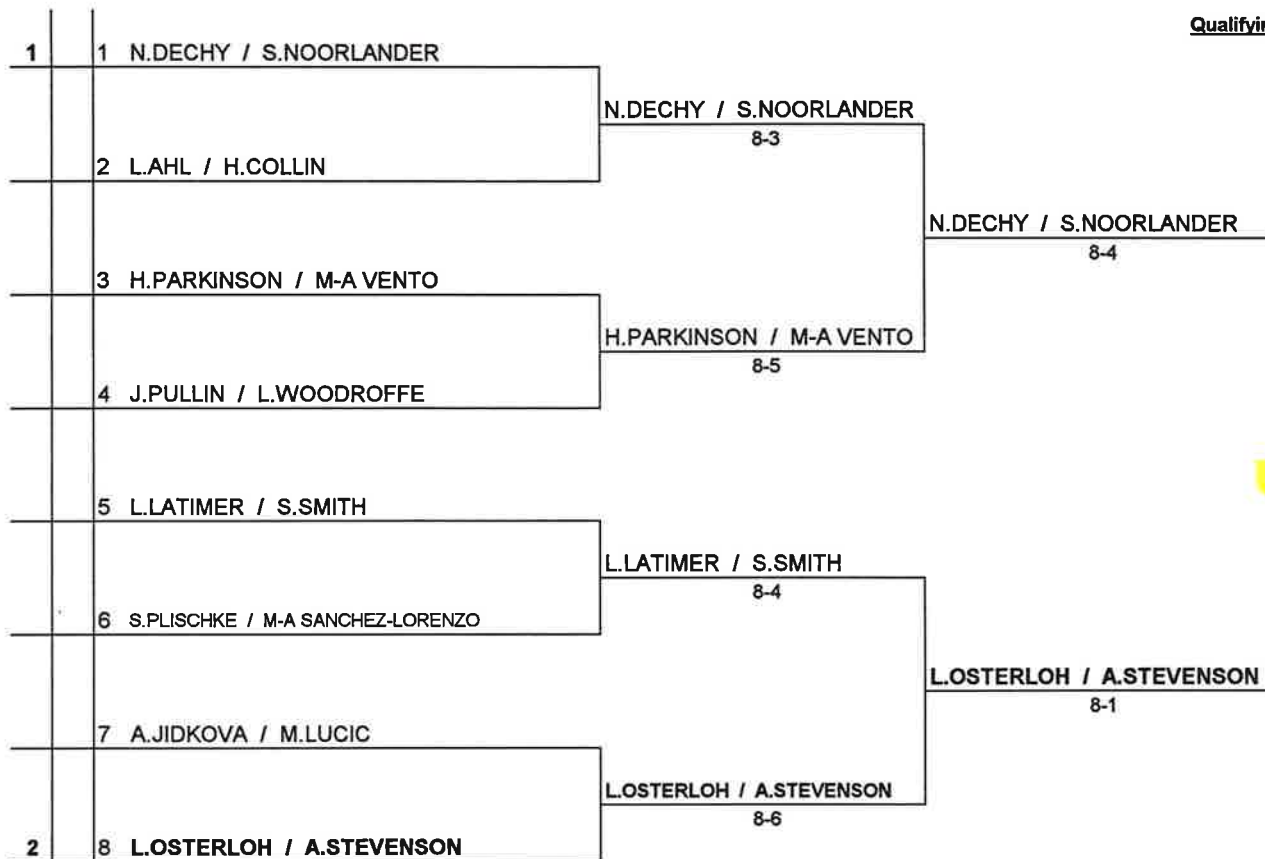 Qualifyin
1 1 N.DECHY / S.NOORLANDER
N.DECHY / S.NOORLANDER
8-3
2 L.AHL / H.COLLIN
N.DECHY / S.NOORLANDER
8-4
3 H.PARKINSON / M-A VENTO
H.PARKINSON / M-A VENTO
8-5
4 J.PULLIN / L.WOODROFFE
5 L.LATIMER / S.SMITH
L.LATIMER / S.SMITH
8-4
6 S.PLISCHKE / M-A SANCHEZ-LORENZO
L.OSTERLOH / A.STEVENSON
8-1
7 A.JIDKOVA / M.LUCIC
L.OSTERLOH / A.STEVENSON
8-6
2 8 L.OSTERLOH / A.STEVENSON